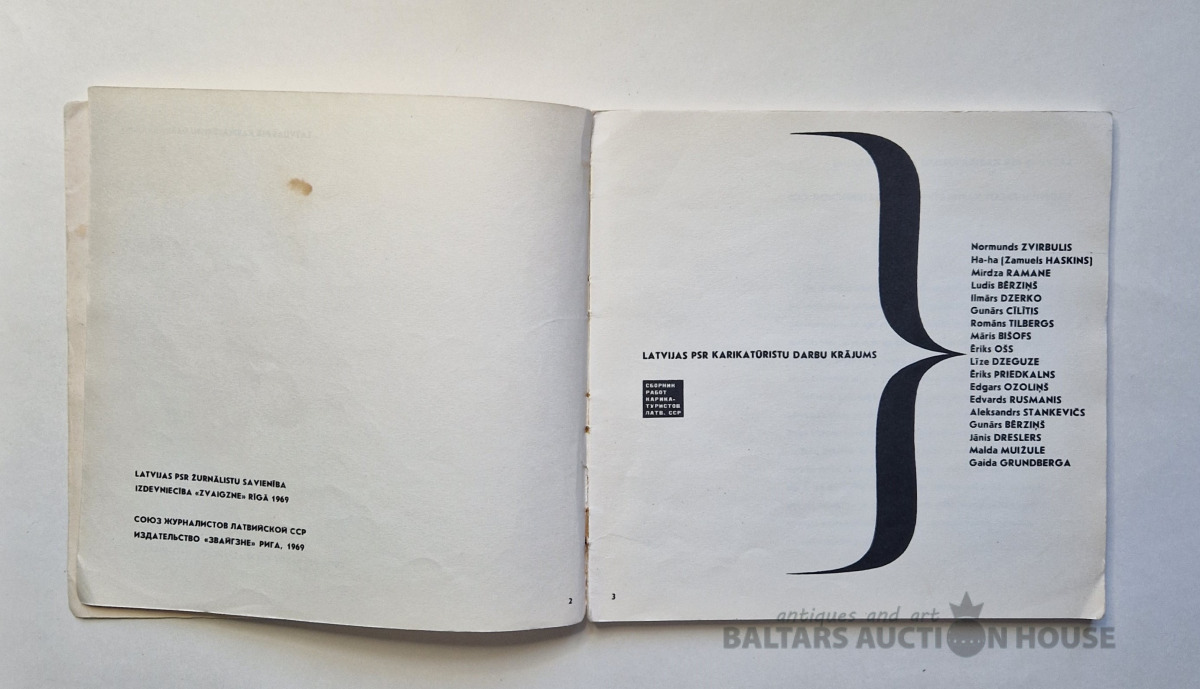 LATVIJAS PSR ŽURNĀLISTU SAVIENĪBA
IZDEVNIECĪBA «ZVAIGZNE» RĪGĀ 1969
СОЮЗ ЖУРНАЛИСТОВ ЛАТВИЙСКОЙ ССР
ИЗДАТЕЛЬСТВО «ЗВАЙГЗНЕ» РИГА, 1969
2
LATVIJAS PSR KARIKATŪRISTU DARBU KRĀJUMS
СБОРНИК
РАБОТ
КАРИКА-
ТУРИСТОВ
ЛАТВ. ССР
Normunds ZVIRBULIS
Ha-ha (Zamuels HASKINS)
Mirdza RAMANE
Ludis BĒRZIŅŠ
Ilmārs DZERKO
Gunārs CĪLĪTIS
Romāns TILBERGS
Māris BIŠOFS
Ēriks OŠS
Līze DZEGUZE
Ēriks PRIEDKALNS
Edgars OZOLIŅŠ
Edvards RUSMANIS
Aleksandrs STANKEVIČS
Gunārs BĒRZIŅŠ
Jānis DRESLERS
Malda MUIŽULE
Gaida GRUNDBERGA
3
antiques and art
BALTARS AUCTION HOUSE